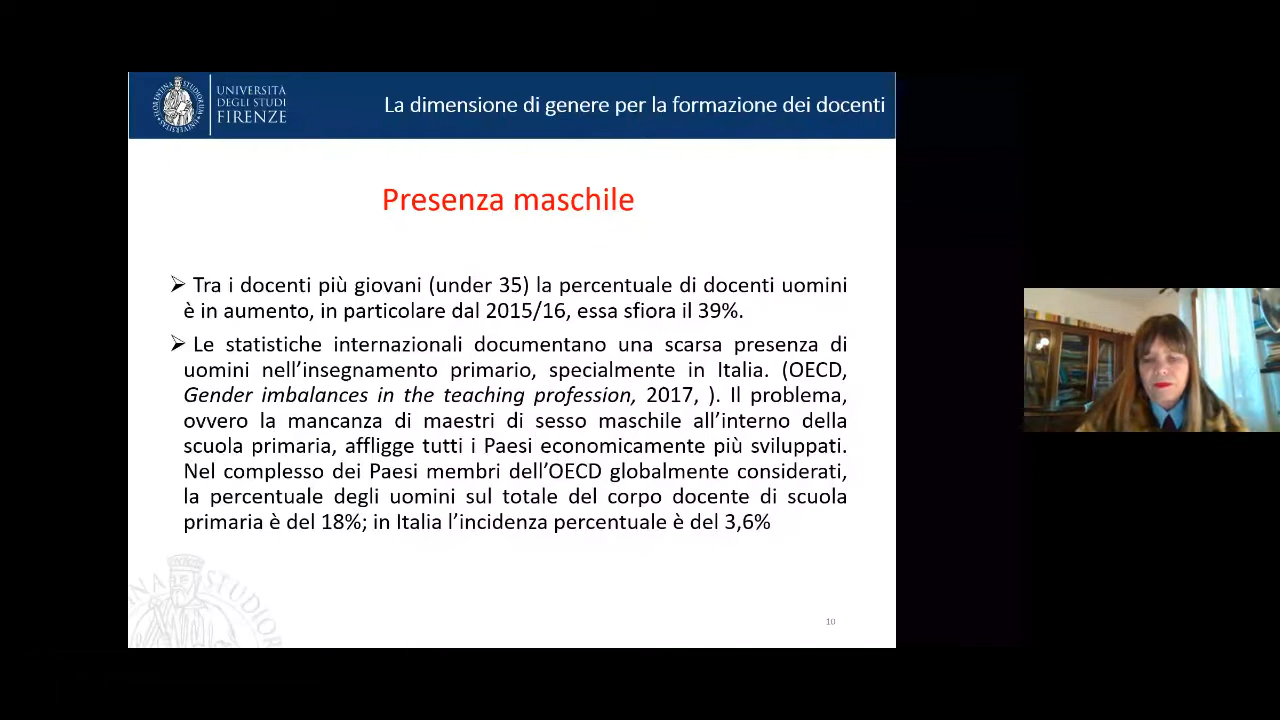 UNIVERSITÀ
DEGLI STUDI
FIRENZE
La dimensione di genere per la formazione dei docenti
Presenza maschile
➢ Tra i docenti più giovani (under 35) la percentuale di docenti uomini
è in aumento, in particolare dal 2015/16, essa sfiora il 39%.
➢ Le statistiche internazionali documentano una scarsa presenza di
uomini nell’insegnamento primario, specialmente in Italia. (OECD,
Gender imbalances in the teaching profession, 2017, ). Il problema,
ovvero la mancanza di maestri di sesso maschile all’interno della
scuola primaria, affligge tutti i Paesi economicamente più sviluppati.
Nel complesso dei Paesi membri dell’OECD globalmente considerati,
la percentuale degli uomini sul totale del corpo docente di scuola
primaria è del 18%; in Italia l’incidenza percentuale è del 3,6%
10